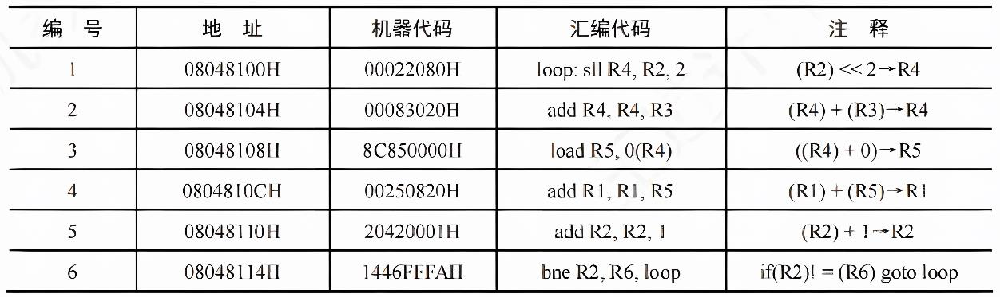 编 号 地 址 机器代码 汇编代码 注 释
1 08048100H 00022080H loop: sll R4, R2, 2 (R2) << 2→R4
2 08048104H 00083020H add R4, R4, R3 (R4) + (R3)→R4
3 08048108H 8C850000H load R5, 0(R4) ((R4) + 0)→R5
4 0804810CH 00250820H add R1, R1, R5 (R1) + (R5)→R1
5 08048110H 20420001H add R2, R2, 1 (R2) + 1→R2
6 08048114H 1446FFFAH bne R2, R6, loop if(R2)! = (R6) goto loop